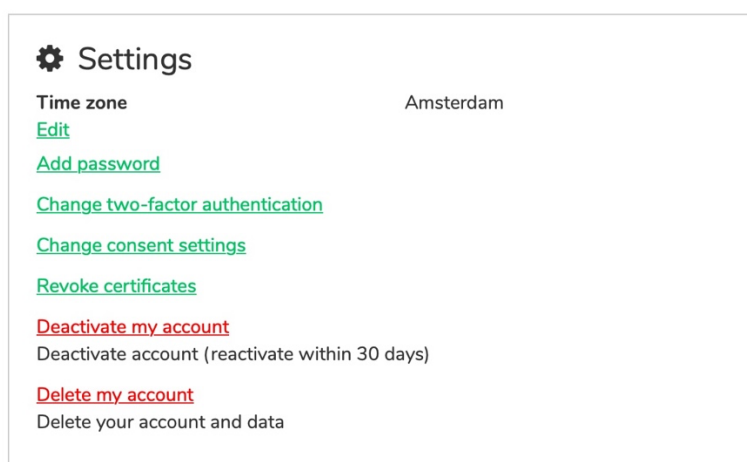 Settings
Time zone Amsterdam
Edit
Add password
Change two-factor authentication
Change consent settings
Revoke certificates
Deactivate my account
Deactivate account (reactivate within 30 days)
Delete my account
Delete your account and data